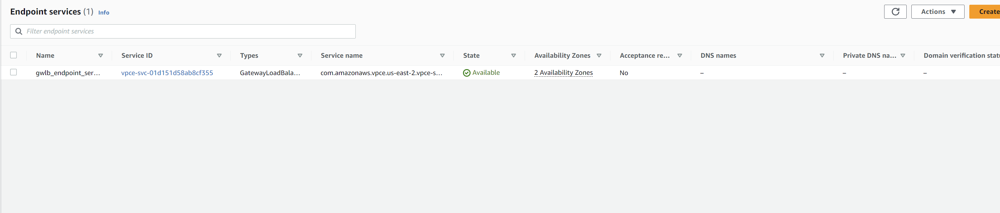 Endpoint services (1) Info
Actions
Create
Filter endpoint services
Name Service ID Types Service name State Availability Zones Acceptance re... DNS names Private DNS na... Domain verification statu
gwlb_endpoint_ser... vpce-svc-01d151d58ab8cf355 GatewayLoadBala... com.amazonaws.vpce.us-east-2.vpce-s... Available 2 Availability Zones No – – –